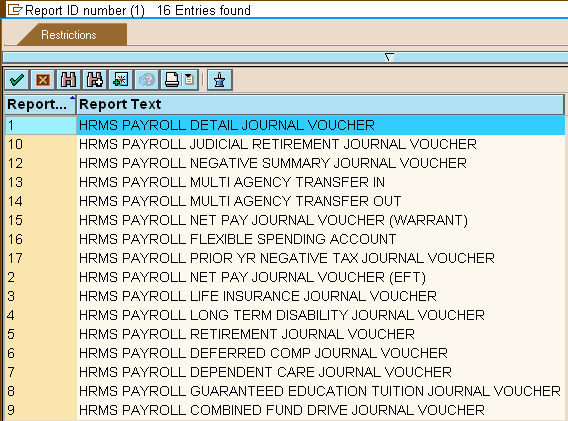 Report ID number (1)   16 Entries found
Restrictions
Report... Report Text
1 HRMS PAYROLL DETAIL JOURNAL VOUCHER
10 HRMS PAYROLL JUDICIAL RETIREMENT JOURNAL VOUCHER
12 HRMS PAYROLL NEGATIVE SUMMARY JOURNAL VOUCHER
13 HRMS PAYROLL MULTI AGENCY TRANSFER IN
14 HRMS PAYROLL MULTI AGENCY TRANSFER OUT
15 HRMS PAYROLL NET PAY JOURNAL VOUCHER (WARRANT)
16 HRMS PAYROLL FLEXIBLE SPENDING ACCOUNT
17 HRMS PAYROLL PRIOR YR NEGATIVE TAX JOURNAL VOUCHER
2 HRMS PAYROLL NET PAY JOURNAL VOUCHER (EFT)
3 HRMS PAYROLL LIFE INSURANCE JOURNAL VOUCHER
4 HRMS PAYROLL LONG TERM DISABILITY JOURNAL VOUCHER
5 HRMS PAYROLL RETIREMENT JOURNAL VOUCHER
6 HRMS PAYROLL DEFERRED COMP JOURNAL VOUCHER
7 HRMS PAYROLL DEPENDENT CARE JOURNAL VOUCHER
8 HRMS PAYROLL GUARANTEED EDUCATION TUITION JOURNAL VOUCHER
9 HRMS PAYROLL COMBINED FUND DRIVE JOURNAL VOUCHER